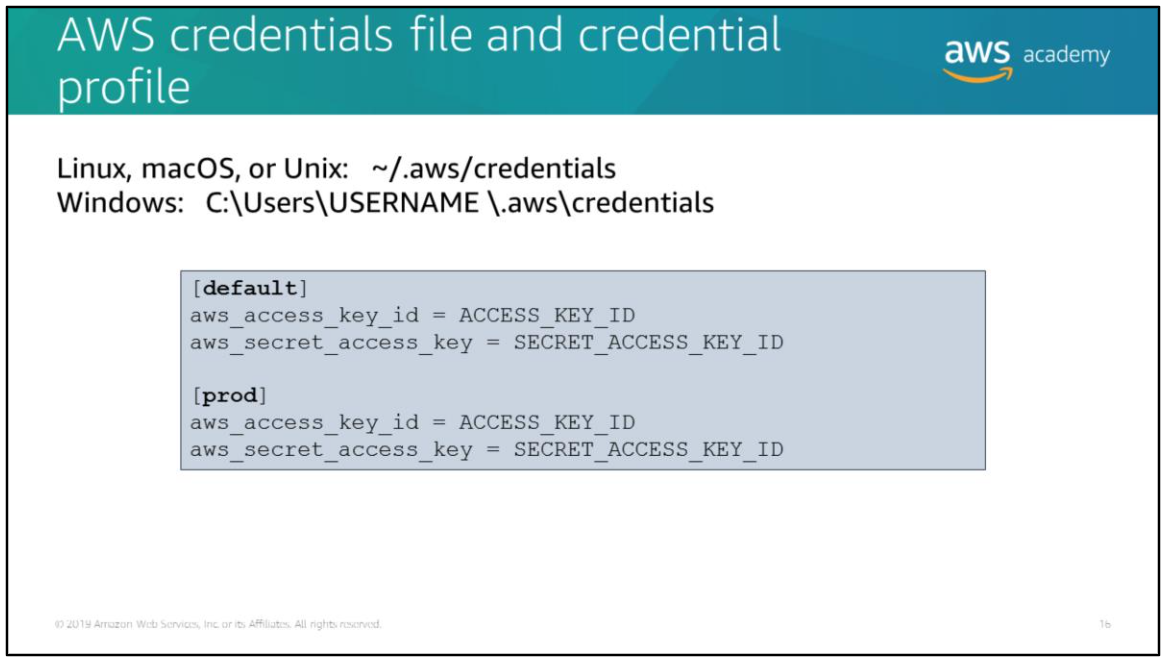 AWS credentials file and credential
profile
aws academy
Linux, macOS, or Unix: ~/.aws/credentials
Windows: C:\Users\USERNAME \.aws\credentials
[default]
aws_access_key_id = ACCESS_KEY_ID
aws_secret_access_key = SECRET_ACCESS_KEY_ID
[prod]
aws_access_key_id = ACCESS_KEY_ID
aws_secret_access_key = SECRET_ACCESS_KEY_ID
© 2019 Amazon Web Services, Inc. or its Affiliates. All rights reserved.
16